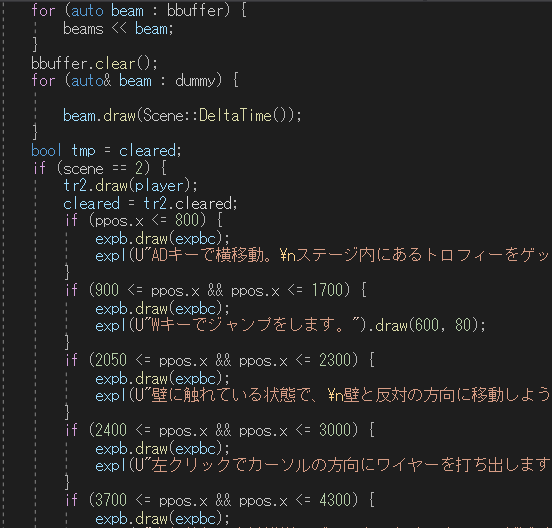 for (auto beam : bbuffer) {
beams << beam;
}
bbuffer.clear();
for (auto& beam : dummy) {
beam.draw(Scene::DeltaTime());
}
bool tmp = cleared;
if (scene == 2) {
tr2.draw(player);
cleared = tr2.cleared;
if (ppos.x <= 800) {
expb.draw(expbc);
expl(U"ADキーで横移動。¥nステージ内にあるトロフィーをゲッ
}
if (900 <= ppos.x && ppos.x <= 1700) {
expb.draw(expbc);
expl(U"Wキーでジャンプをします。").draw(600, 80);
}
if (2050 <= ppos.x && ppos.x <= 2300) {
expb.draw(expbc);
expl(U"壁に触れている状態で、¥n壁と反対の方向に移動しよう
}
if (2400 <= ppos.x && ppos.x <= 3000) {
expb.draw(expbc);
expl(U"左クリックでカーソルの方向にワイヤーを打ち出します
}
if (3700 <= ppos.x && ppos.x <= 4300) {
expb.draw(expbc);